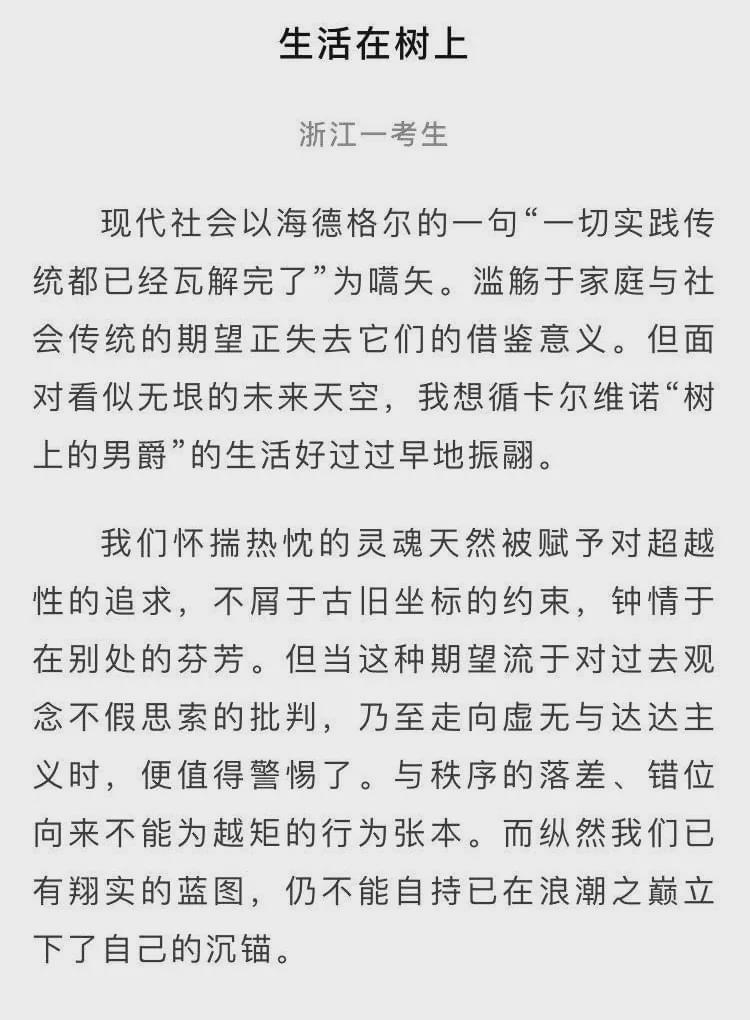 生活在树上
浙江一考生
现代社会以海德格尔的一句“一切实践传
统都已经瓦解完了”为嚆矢。滥觞于家庭与社
会传统的期望正失去它们的借鉴意义。但面
对看似无垠的未来天空，我想循卡尔维诺“树
上的男爵”的生活好过过早地振翮。
我们怀揣热忱的灵魂天然被赋予对超越
性的追求，不屑于古旧坐标的约束，钟情于
在别处的芬芳。但当这种期望流于对过去观
念不假思索的批判，乃至走向虚无与达达主
义时，便值得警惕了。与秩序的落差、错位
向来不能为越矩的行为张本。而纵然我们已
有翔实的蓝图，仍不能自持已在浪潮之巅立
下了自己的沉锚。